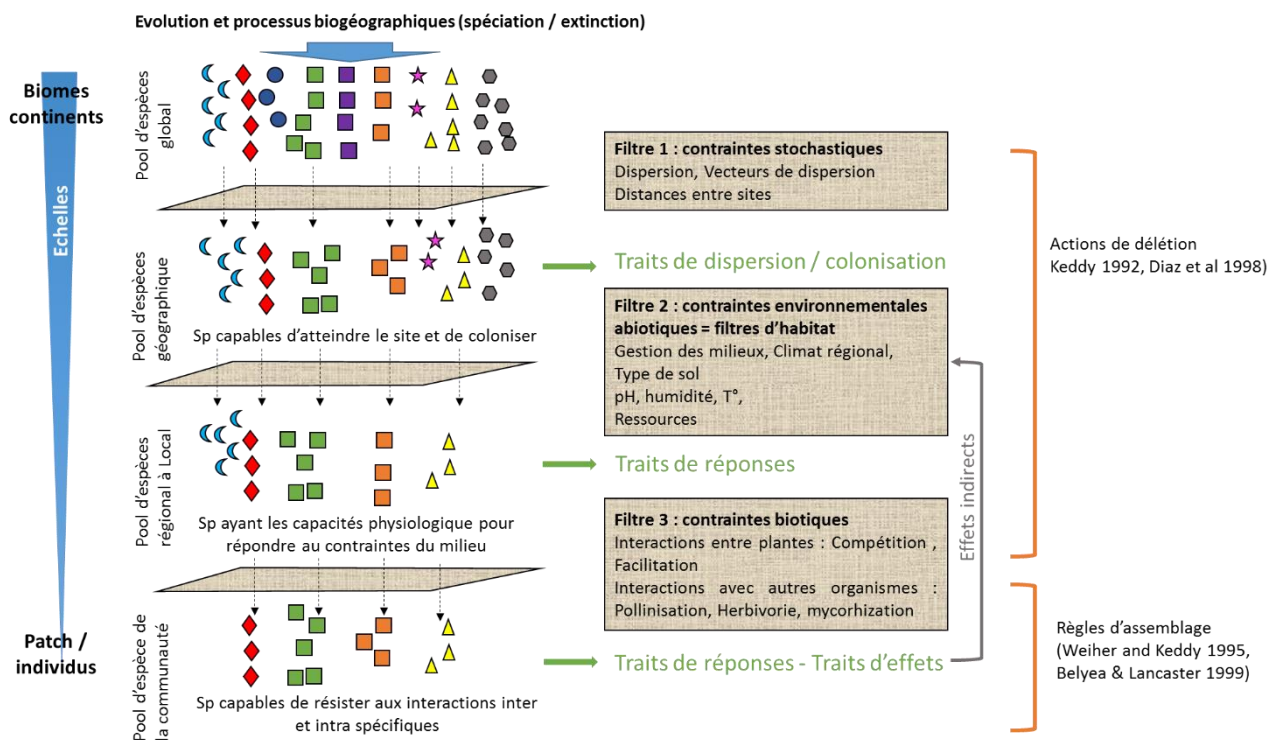 Evolution et processus biogéographiques (spéciation / extinction)
Biomes
continents
Echelles
Patch /
individus
Pool d'espèces
global
Filtre 1 : contraintes stochastiques
Dispersion, Vecteurs de dispersion
Distances entre sites
Pool d'espèces
géographique
Traits de dispersion / colonisation
Sp capables d'atteindre le site et de coloniser
Filtre 2 : contraintes environnementales
abiotiques = filtres d'habitat
Gestion des milieux, Climat régional,
Type de sol
pH, humidité, T°,
Ressources
Pool d'espèces
régional à Local
Traits de réponses
Sp ayant les capacités physiologique pour
répondre au contraintes du milieu
Filtre 3 : contraintes biotiques
Interactions entre plantes : Compétition ,
Facilitation
Interactions avec autres organismes :
Pollinisation, Herbivorie, mycorhization
Pool d'espèce de
la communauté
Traits de réponses - Traits d'effets
Sp capables de résister aux interactions inter
et intra spécifiques
Effets indirects
Actions de délétion
Keddy 1992, Diaz et al 1998)
Règles d'assemblage
(Weiher and Keddy 1995,
Belyea & Lancaster 1999)